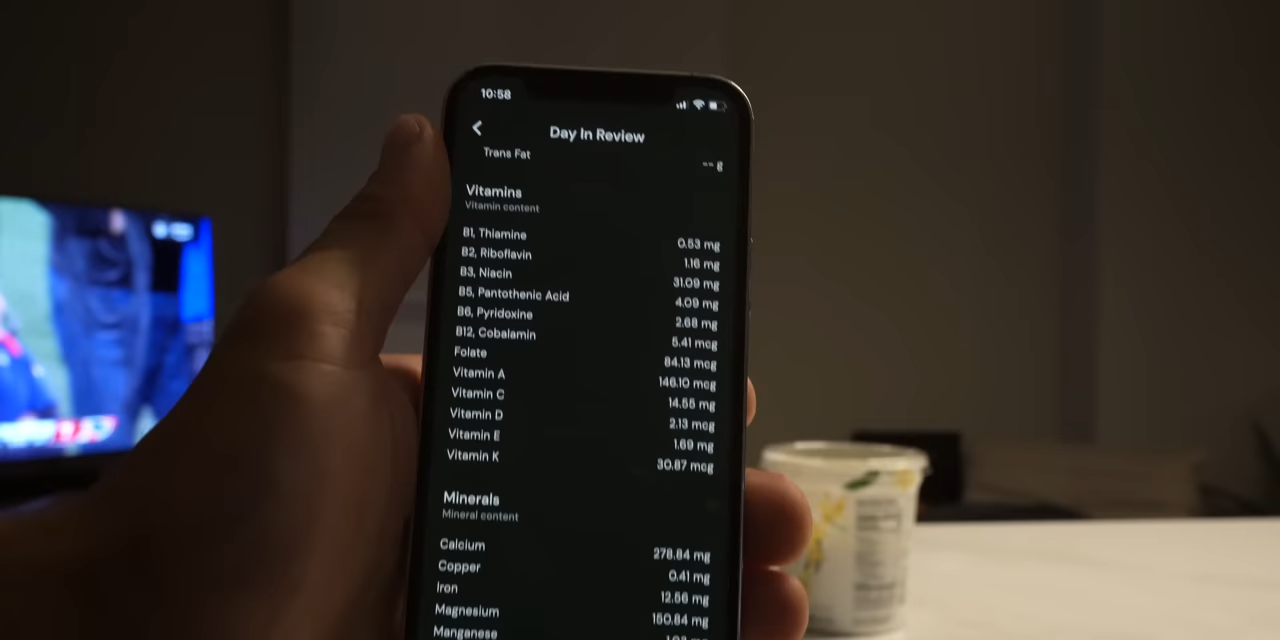 10:58
Day In Review
Trans Fat -- g
Vitamins
Vitamin content
B1, Thiamine 0.53 mg
B2, Riboflavin 1.16 mg
B3, Niacin 31.09 mg
B5, Pantothenic Acid 4.09 mg
B6, Pyridoxine 2.68 mg
B12, Cobalamin 5.41 mcg
Folate 84.13 mcg
Vitamin A 146.10 mcg
Vitamin C 14.55 mg
Vitamin D 2.13 mcg
Vitamin E 1.69 mg
Vitamin K 30.87 mcg
Minerals
Mineral content
Calcium 278.84 mg
Copper 0.41 mg
Iron 12.56 mg
Magnesium 150.84 mg
Manganese